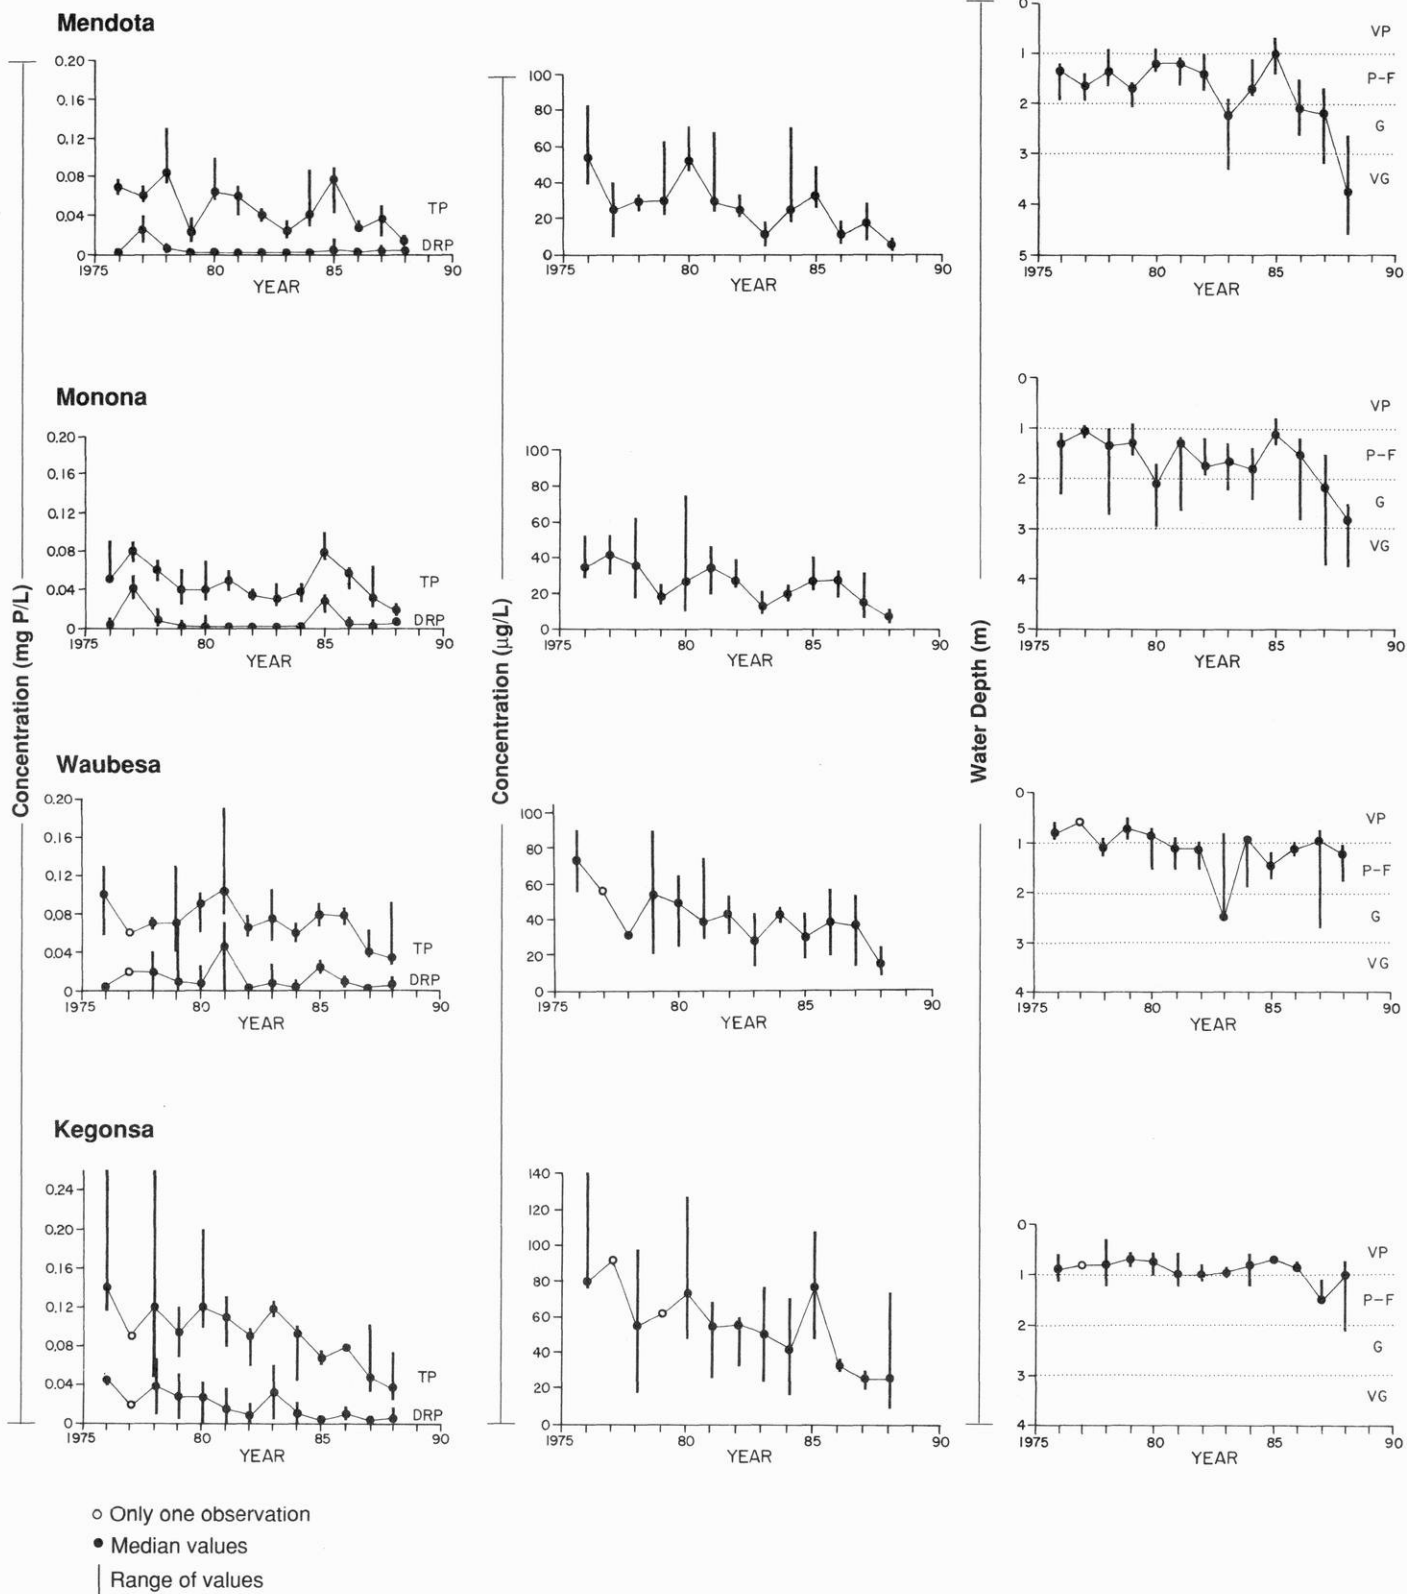 Mendota
0.20
0.16
0.12
0.08
0.04
0
TP
DRP
1975 80 85 90
YEAR
100
80
60
40
20
0
1975 80 85 90
YEAR
0
1
2
3
4
5
VP
P-F
G
VG
1975 80 85 90
YEAR
Monona
0.20
0.16
0.12
0.08
0.04
0
TP
DRP
1975 80 85 90
YEAR
100
80
60
40
20
0
1975 80 85 90
YEAR
0
1
2
3
4
5
VP
P-F
G
VG
1975 80 85 90
YEAR
Concentration (mg P/L)
Concentration (µg/L)
Water Depth (m)
Waubesa
0.20
0.16
0.12
0.08
0.04
0
TP
DRP
1975 80 85 90
YEAR
100
80
60
40
20
0
1975 80 85 90
YEAR
0
1
2
3
4
VP
P-F
G
VG
1975 80 85 90
YEAR
Kegonsa
0.24
0.20
0.16
0.12
0.08
0.04
0
TP
DRP
1975 80 85 90
YEAR
140
120
100
80
60
40
20
0
1975 80 85 90
YEAR
0
1
2
3
4
VP
P-F
G
VG
1975 80 85 90
YEAR
Only one observation
Median values
Range of values